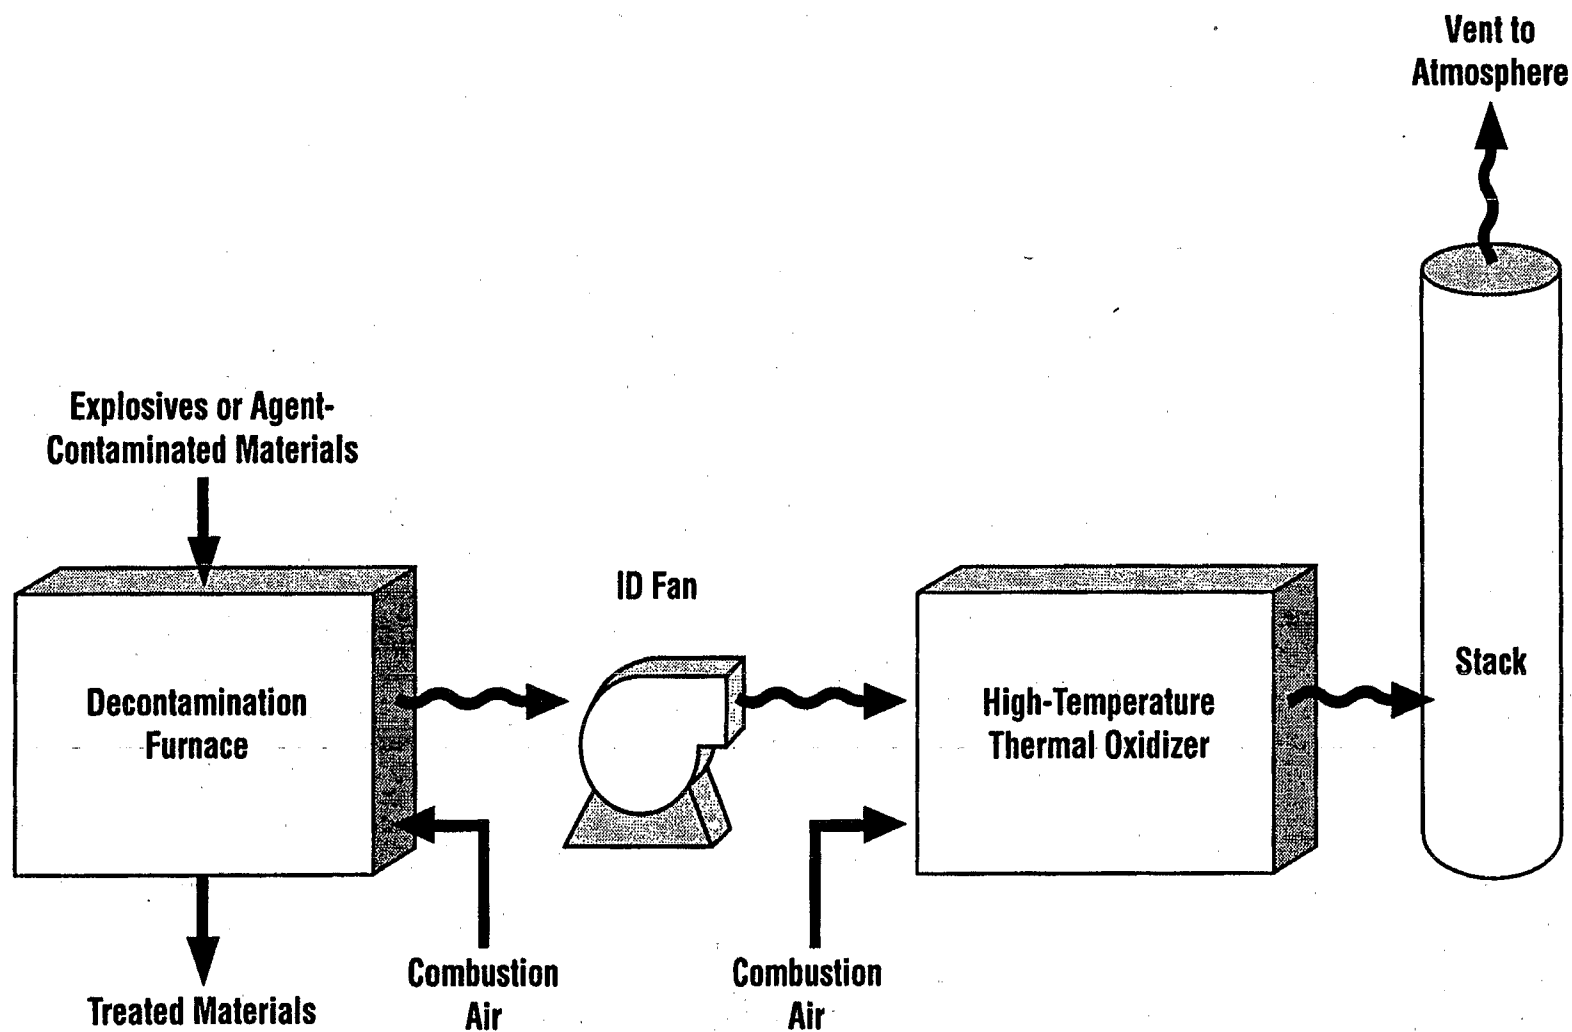 Vent to
Atmosphere
Explosives or Agent-
Contaminated Materials
ID Fan
Decontamination
Furnace
High-Temperature
Thermal Oxidizer
Stack
Combustion
Air
Combustion
Air
Treated Materials